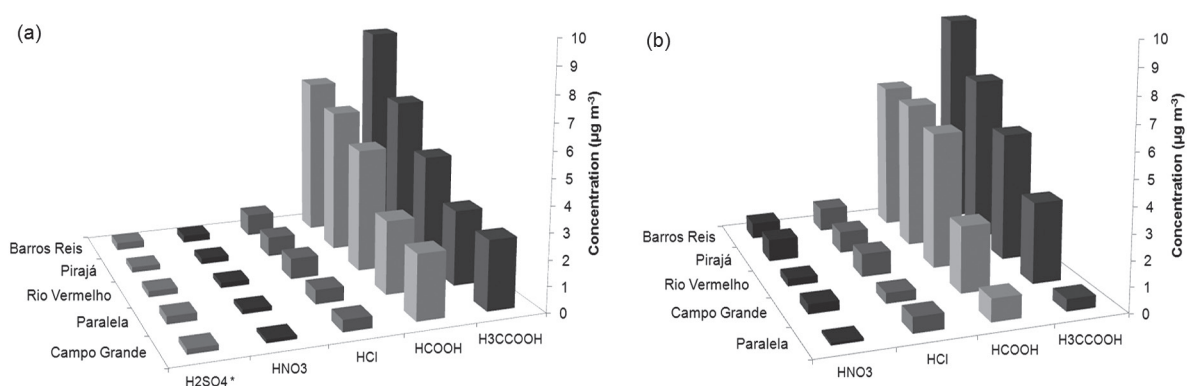 (a)
10
9
8
7
6
5
4
3
2
1
0
Concentration (µg m-3)
Barros Reis
Pirajá
Rio Vermelho
Paralela
Campo Grande
H2SO4 *
HNO3
HCl
HCOOH
H3CCOOH
(b)
10
9
8
7
6
5
4
3
2
1
0
Concentration (µg m-3)
Barros Reis
Pirajá
Rio Vermelho
Campo Grande
Paralela
HNO3
HCl
HCOOH
H3CCOOH